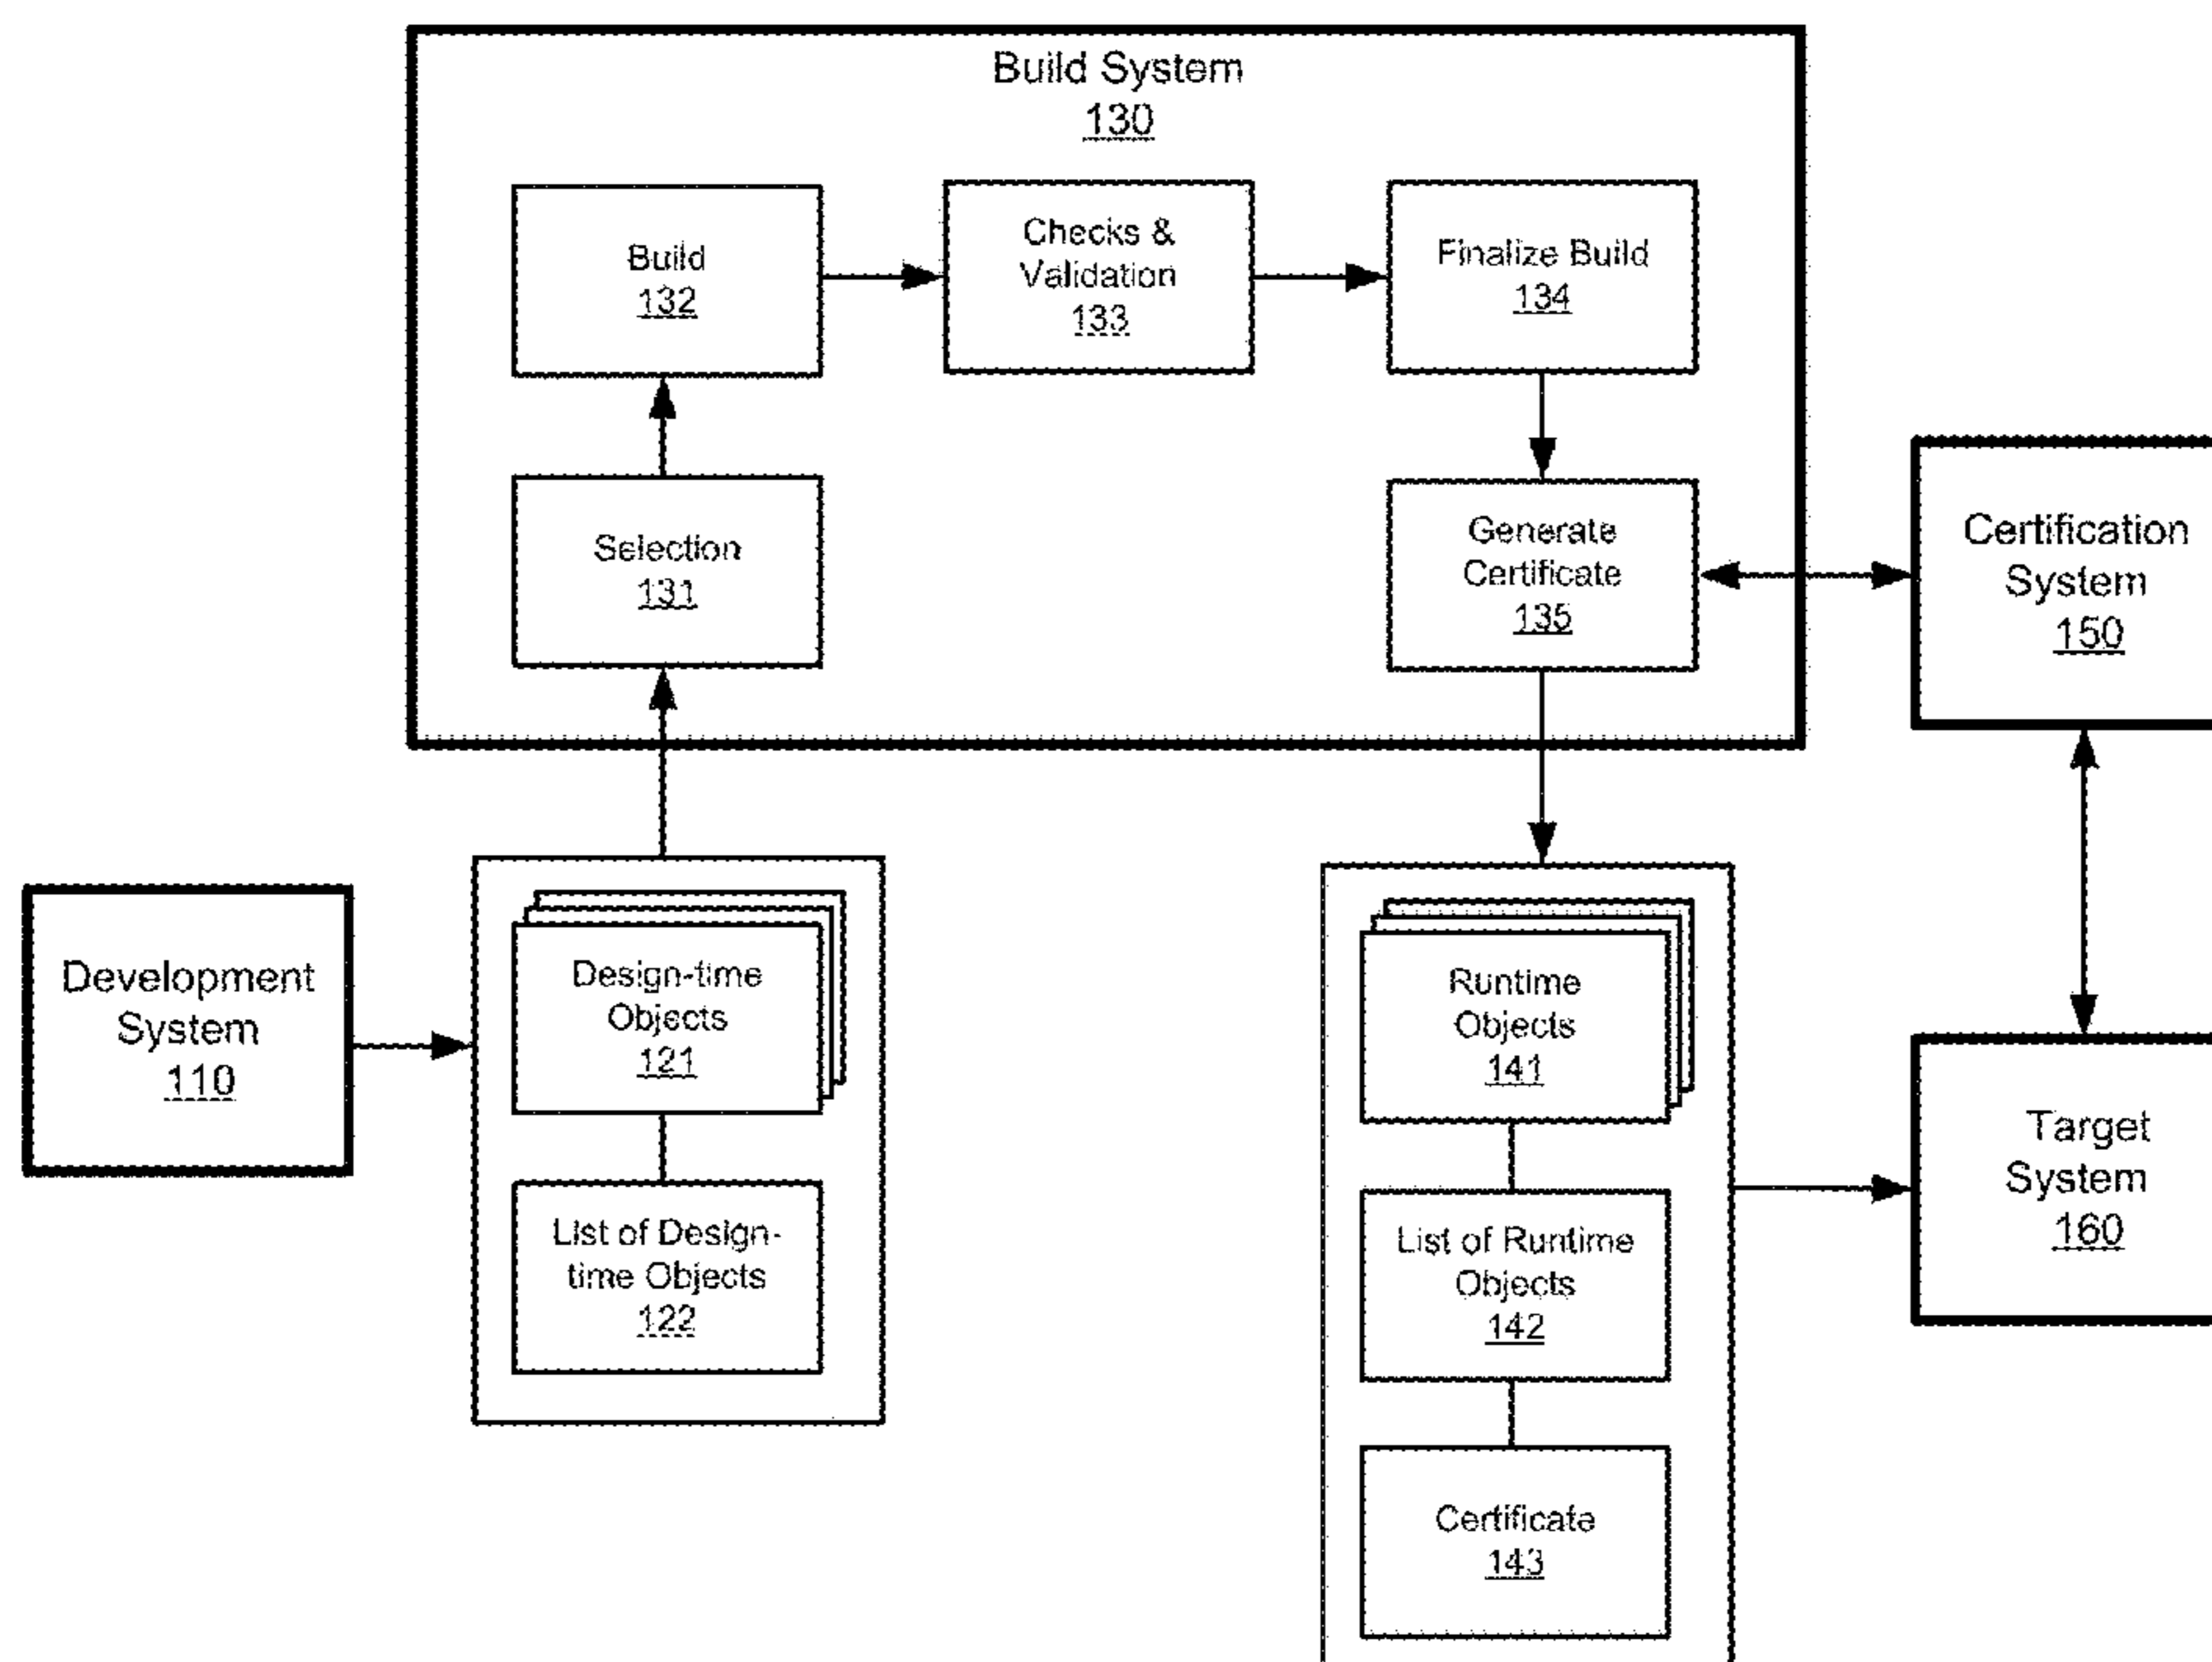 Build System
130
Build
132
Checks &
Validation
133
Finalize Build
134
Selection
131
Generate
Certificate
135
Certification
System
150
Development
System
110
Design-time
Objects
121
List of Design-
time Objects
122
Runtime
Objects
141
List of Runtime
Objects
142
Certificate
143
Target
System
160